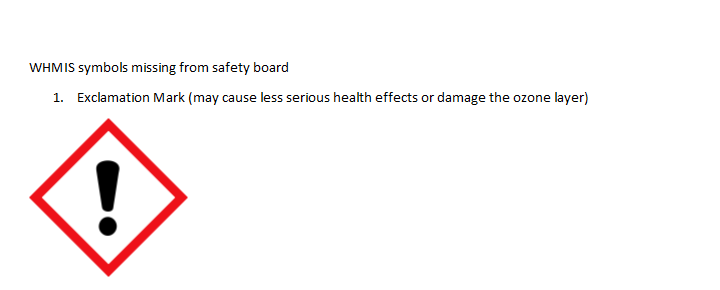 WHMIS symbols missing from safety board
1. Exclamation Mark (may cause less serious health effects or damage the ozone layer)
!